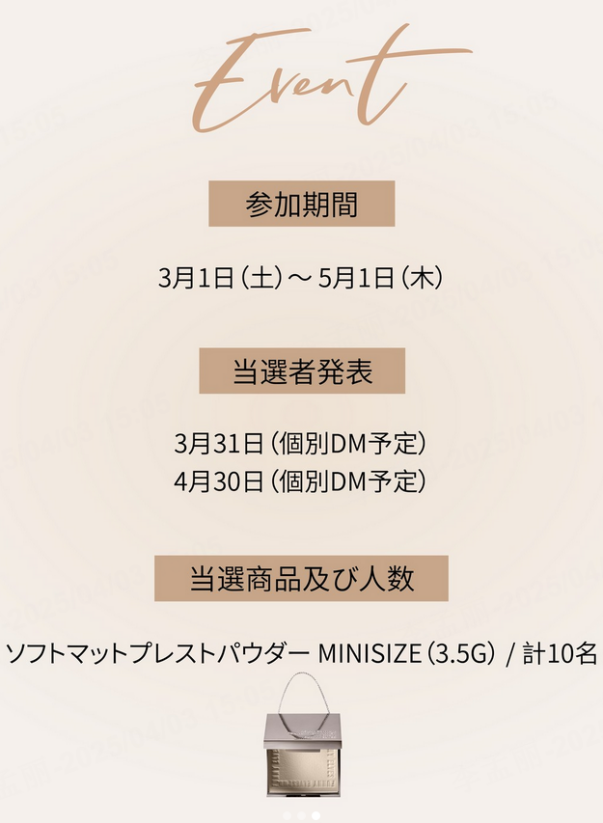 Event
参加期間
3月1日（土）～ 5月1日（木）
当選者発表
3月31日（個別DM予定）
4月30日（個別DM予定）
当選商品及び人数
ソフトマットプレストパウダー MINISIZE（3.5G） / 計10名